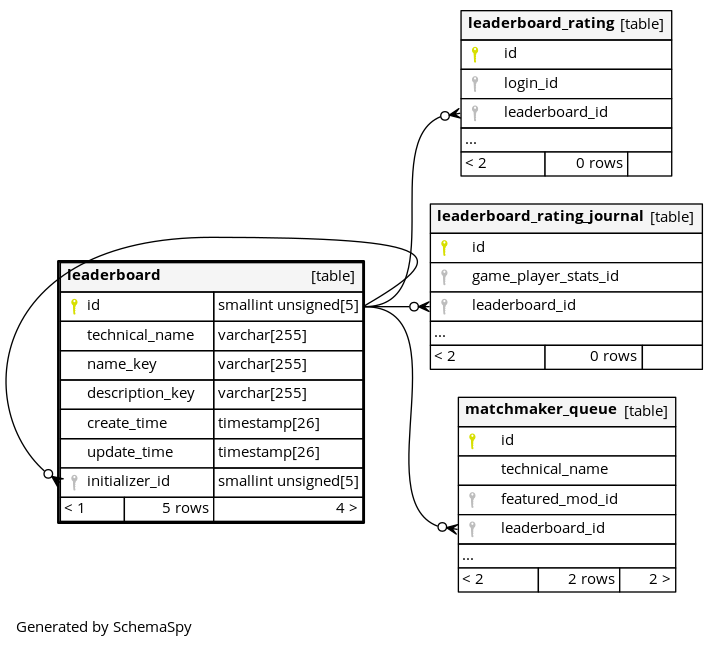 leaderboard_rating [table]
id
login_id
leaderboard_id
...
< 2 0 rows
leaderboard_rating_journal [table]
id
game_player_stats_id
leaderboard_id
...
< 2 0 rows
leaderboard [table]
id smallint unsigned[5]
technical_name varchar[255]
name_key varchar[255]
description_key varchar[255]
create_time timestamp[26]
update_time timestamp[26]
initializer_id smallint unsigned[5]
< 1 5 rows 4 >
matchmaker_queue [table]
id
technical_name
featured_mod_id
leaderboard_id
...
< 2 2 rows 2 >
Generated by SchemaSpy